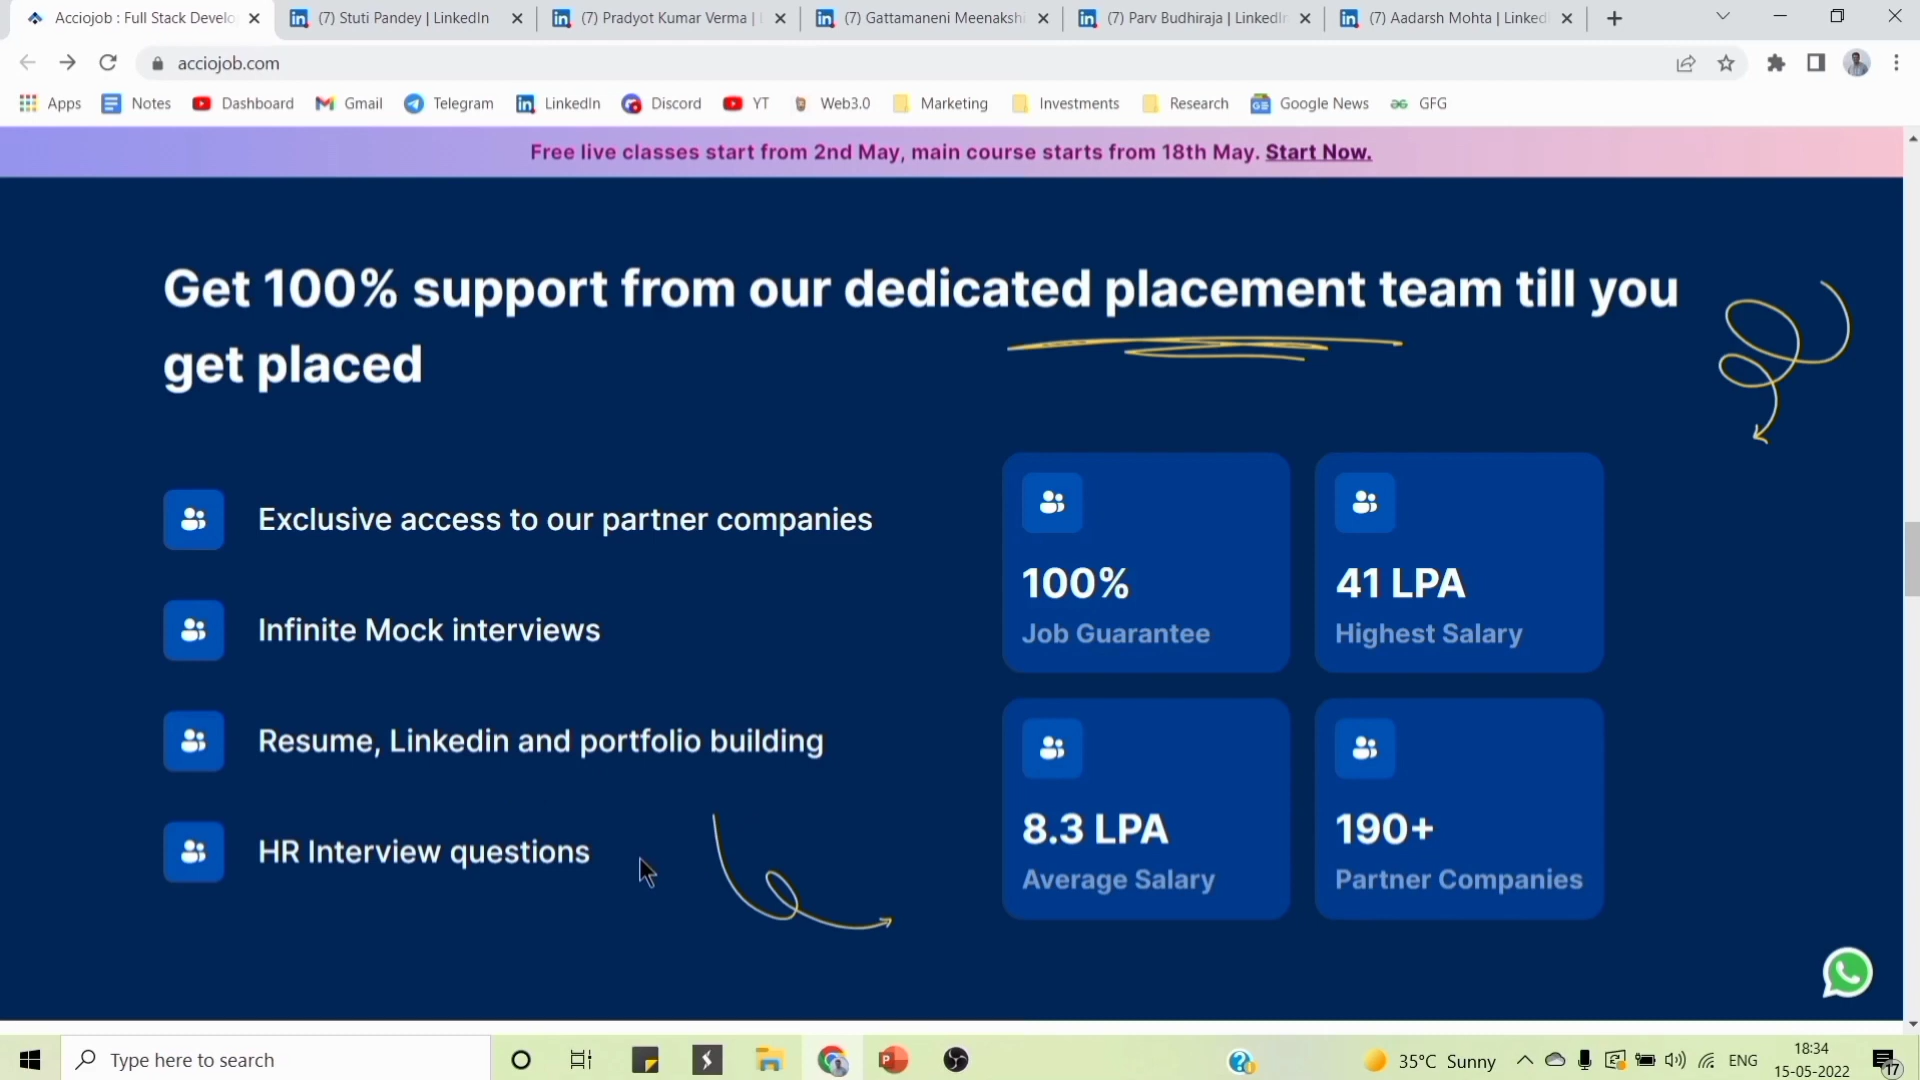 Acciojob : Full Stack Develo
(7) Stuti Pandey | LinkedIn
(7) Pradyot Kumar Verma |
(7) Gattamaneni Meenakshi
(7) Parv Budhiraja | LinkedIn
(7) Aadarsh Mohta | Linked
acciojob.com
Apps
Notes
Dashboard
Gmail
Telegram
LinkedIn
Discord
YT
Web3.0
Marketing
Investments
Research
Google News
GFG
Free live classes start from 2nd May, main course starts from 18th May. Start Now.
Get 100% support from our dedicated placement team till you
get placed
Exclusive access to our partner companies
Infinite Mock interviews
Resume, Linkedin and portfolio building
HR Interview questions
100%
Job Guarantee
41 LPA
Highest Salary
8.3 LPA
Average Salary
190+
Partner Companies
Type here to search
35°C Sunny
ENG
18:34
15-05-2022
17